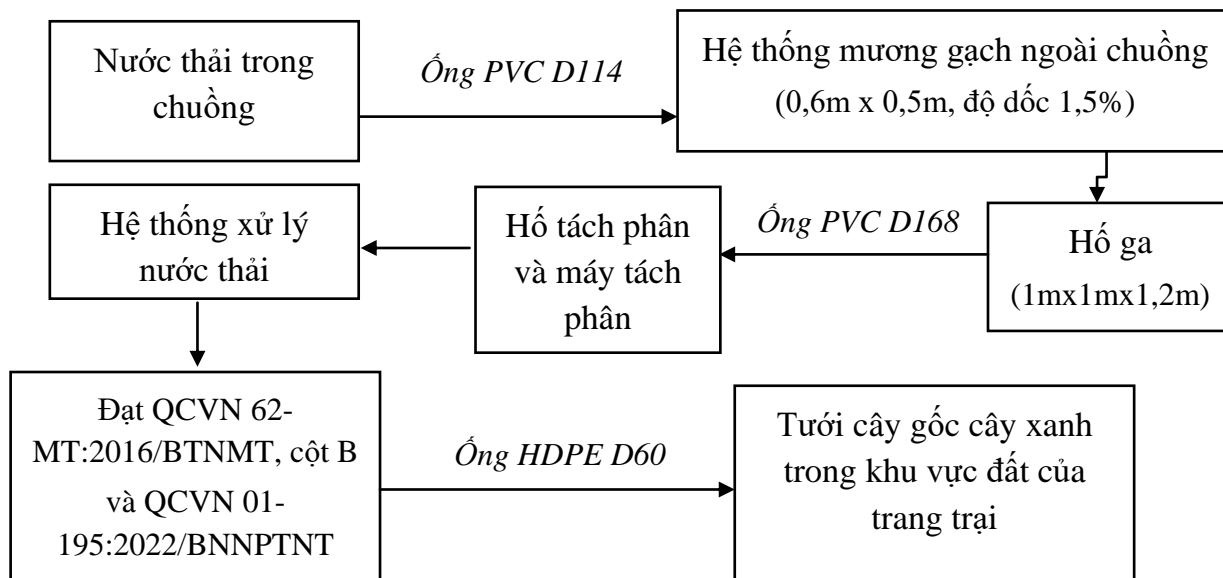 Nước thải trong
chuồng
Ống PVC D114
Hệ thống mương gạch ngoài chuồng
(0,6m x 0,5m, độ dốc 1,5%)
Hố ga
(1mx1mx1,2m)
Ống PVC D168
Hố tách phân
và máy tách
phân
Hệ thống xử lý
nước thải
Đạt QCVN 62-
MT:2016/BTNMT, cột B
và QCVN 01-
195:2022/BNNPTNT
Ống HDPE D60
Tưới cây gốc cây xanh
trong khu vực đất của
trang trại